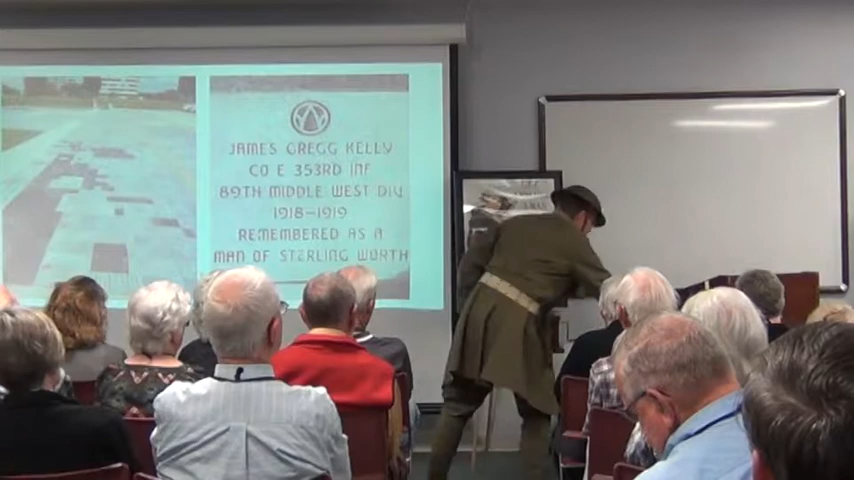 JAMES GREGG KELLY
CO E 353RD INF
89TH MIDDLE WEST DIV
1918-1919
REMEMBERED AS A
MAN OF STERLING WORTH